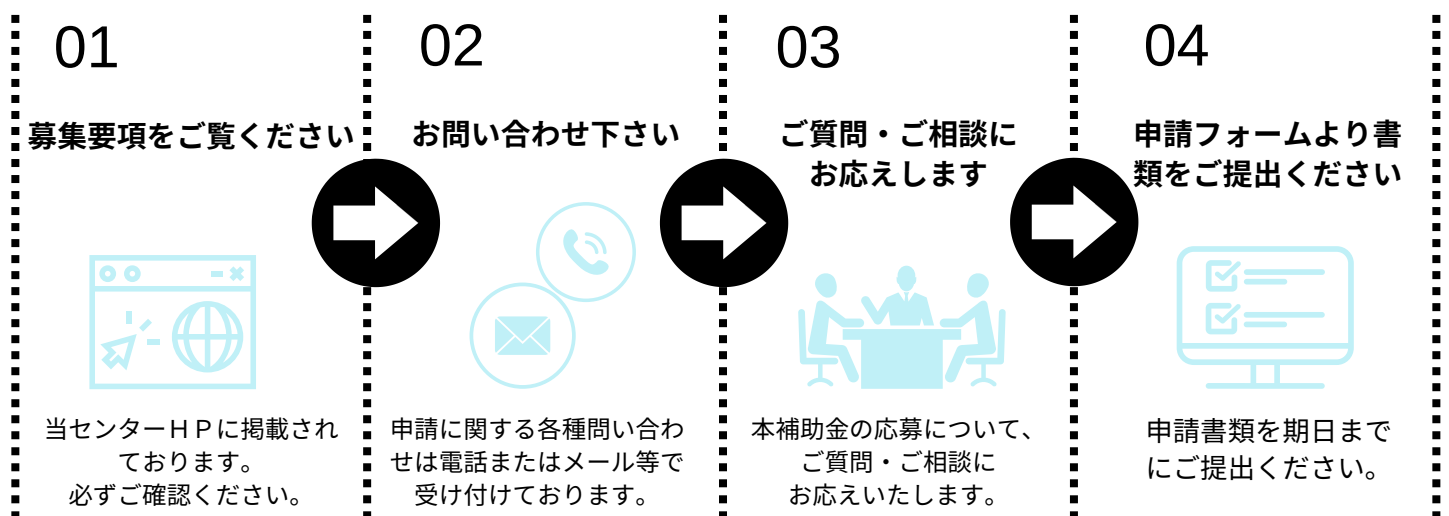 01
募集要項をご覧ください
当センターＨＰに掲載され
ております。
必ずご確認ください。
02
お問い合わせ下さい
申請に関する各種問い合わ
せは電話またはメール等で
受け付けております。
03
ご質問・ご相談に
お応えします
本補助金の応募について、
ご質問・ご相談に
お応えいたします。
04
申請フォームより書
類をご提出ください
申請書類を期日まで
にご提出ください。